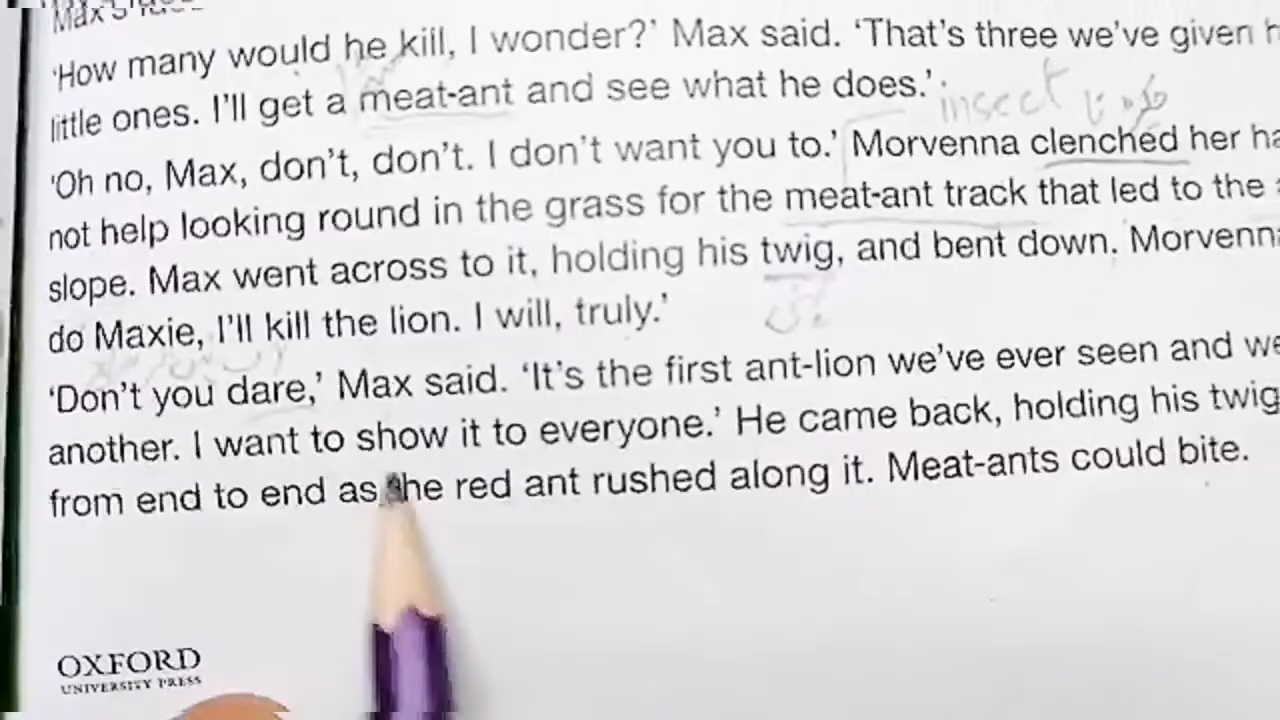 Max's
'How many would he kill, I wonder?' Max said. 'That's three we've given
little ones. I'll get a meat-ant and see what he does.'
insect
'Oh no, Max, don't, don't. I don't want you to.' Morvenna clenched her
not help looking round in the grass for the meat-ant track that led to the
slope. Max went across to it, holding his twig, and bent down. Morvenna
do Maxie, I'll kill the lion. I will, truly.'
'Don't you dare,' Max said. 'It's the first ant-lion we've ever seen and
another. I want to show it to everyone.' He came back, holding his twig
from end to end as the red ant rushed along it. Meat-ants could bite.
OXFORD
UNIVERSITY PRESS